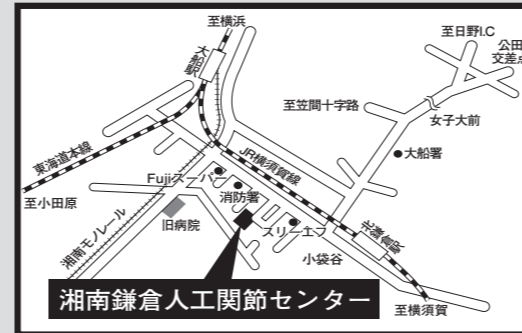 至横浜
至日野I.C
公田
交差点
大船駅
至笠間十字路
女子大前
大船署
東海道本線
JR横須賀線
Fujiスーパー
消防署
至小田原
旧病院
スリーエフ
北鎌倉駅
湘南モノレール
小袋谷
湘南鎌倉人工関節センター
至横須賀